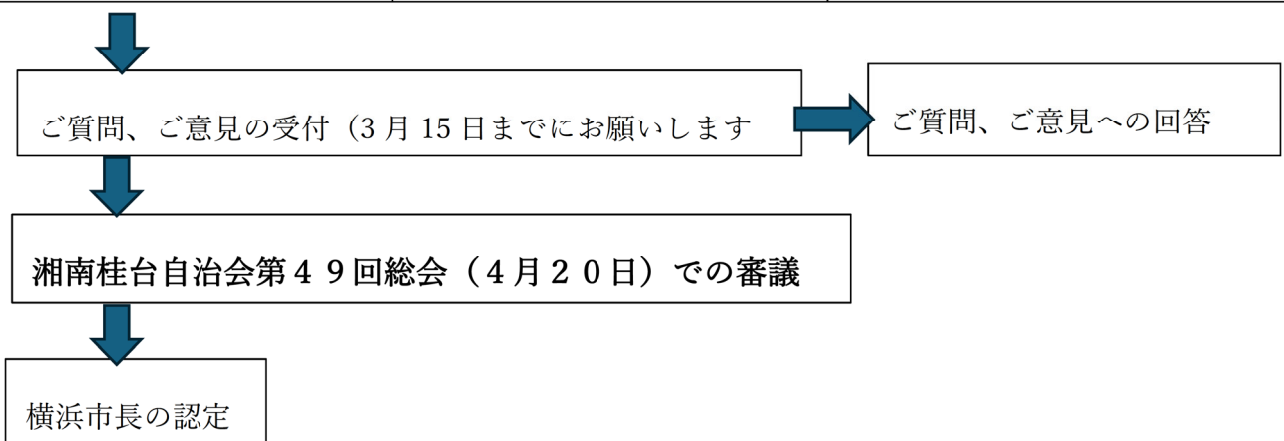 ご質問、ご意見の受付（3 月 15 日までにお願いします
ご質問、ご意見への回答
湘南桂台自治会第４９回総会（４月２０日）での審議
横浜市長の認定